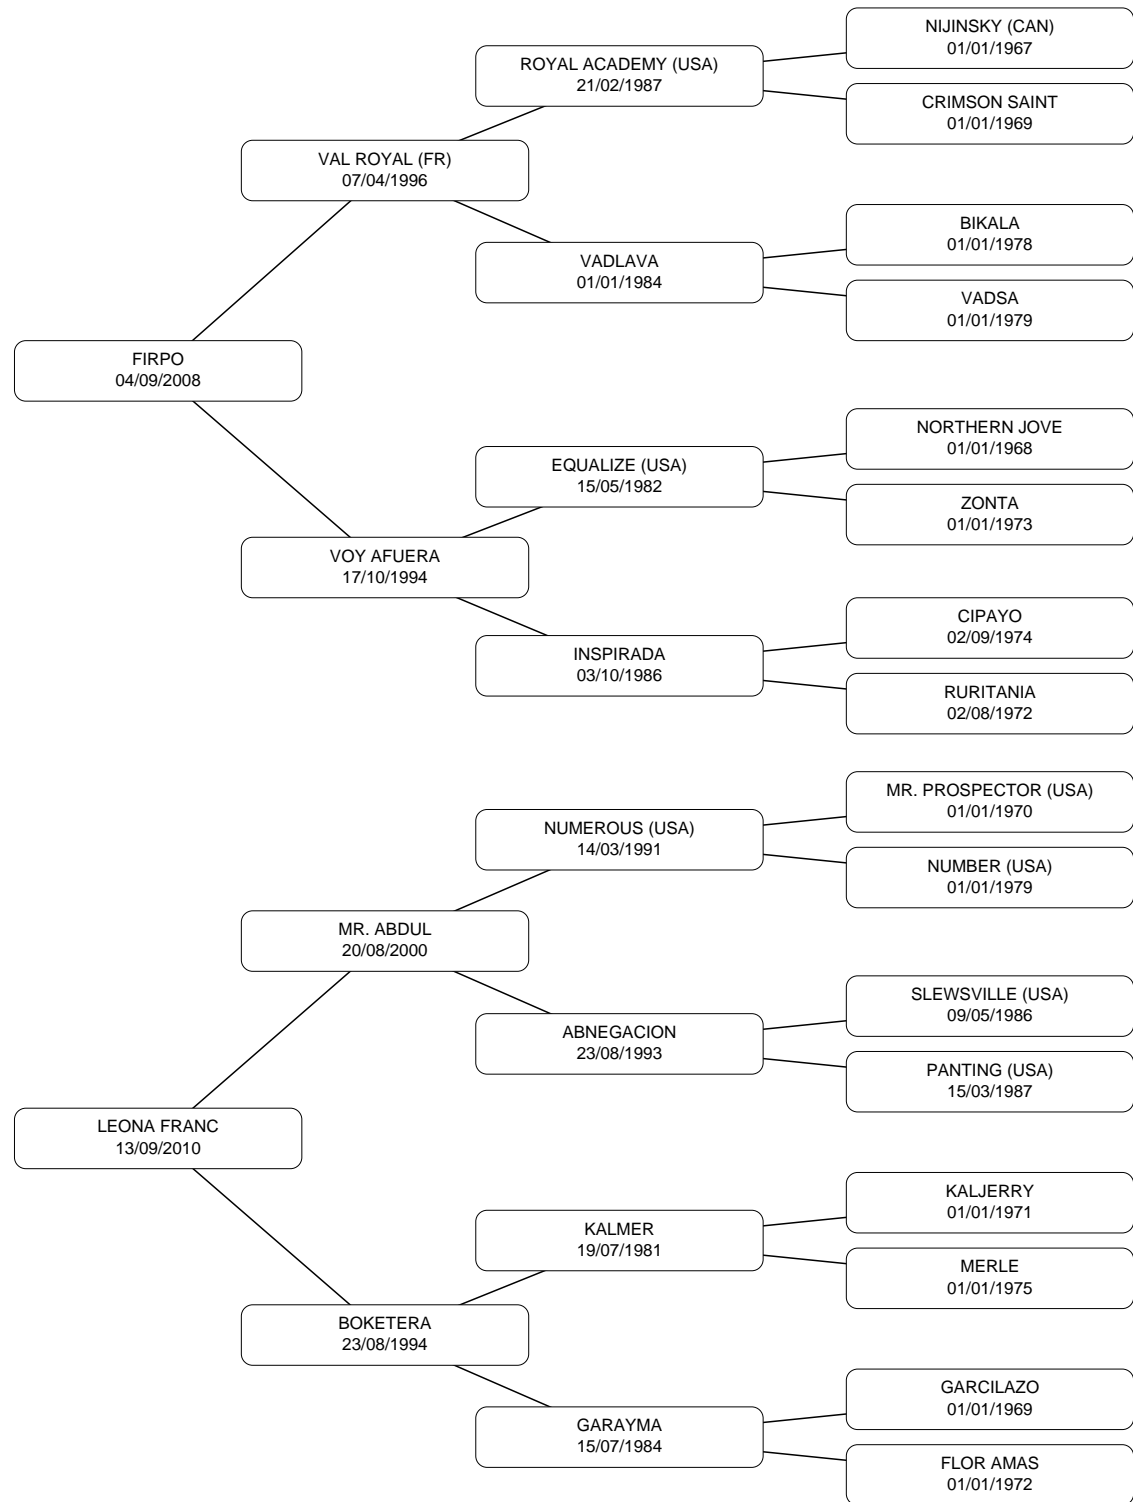 NIJINSKY (CAN)
01/01/1967
ROYAL ACADEMY (USA)
21/02/1987
CRIMSON SAINT
01/01/1969
VAL ROYAL (FR)
07/04/1996
BIKALA
01/01/1978
VADLAVA
01/01/1984
VADSA
01/01/1979
FIRPO
04/09/2008
NORTHERN JOVE
01/01/1968
EQUALIZE (USA)
15/05/1982
ZONTA
01/01/1973
VOY AFUERA
17/10/1994
CIPAYO
02/09/1974
INSPIRADA
03/10/1986
RURITANIA
02/08/1972
MR. PROSPECTOR (USA)
01/01/1970
NUMEROUS (USA)
14/03/1991
NUMBER (USA)
01/01/1979
MR. ABDUL
20/08/2000
SLEWSVILLE (USA)
09/05/1986
ABNEGACION
23/08/1993
PANTING (USA)
15/03/1987
LEONA FRANC
13/09/2010
KALJERRY
01/01/1971
KALMER
19/07/1981
MERLE
01/01/1975
BOKETERA
23/08/1994
GARCILAZO
01/01/1969
GARAYMA
15/07/1984
FLOR AMAS
01/01/1972